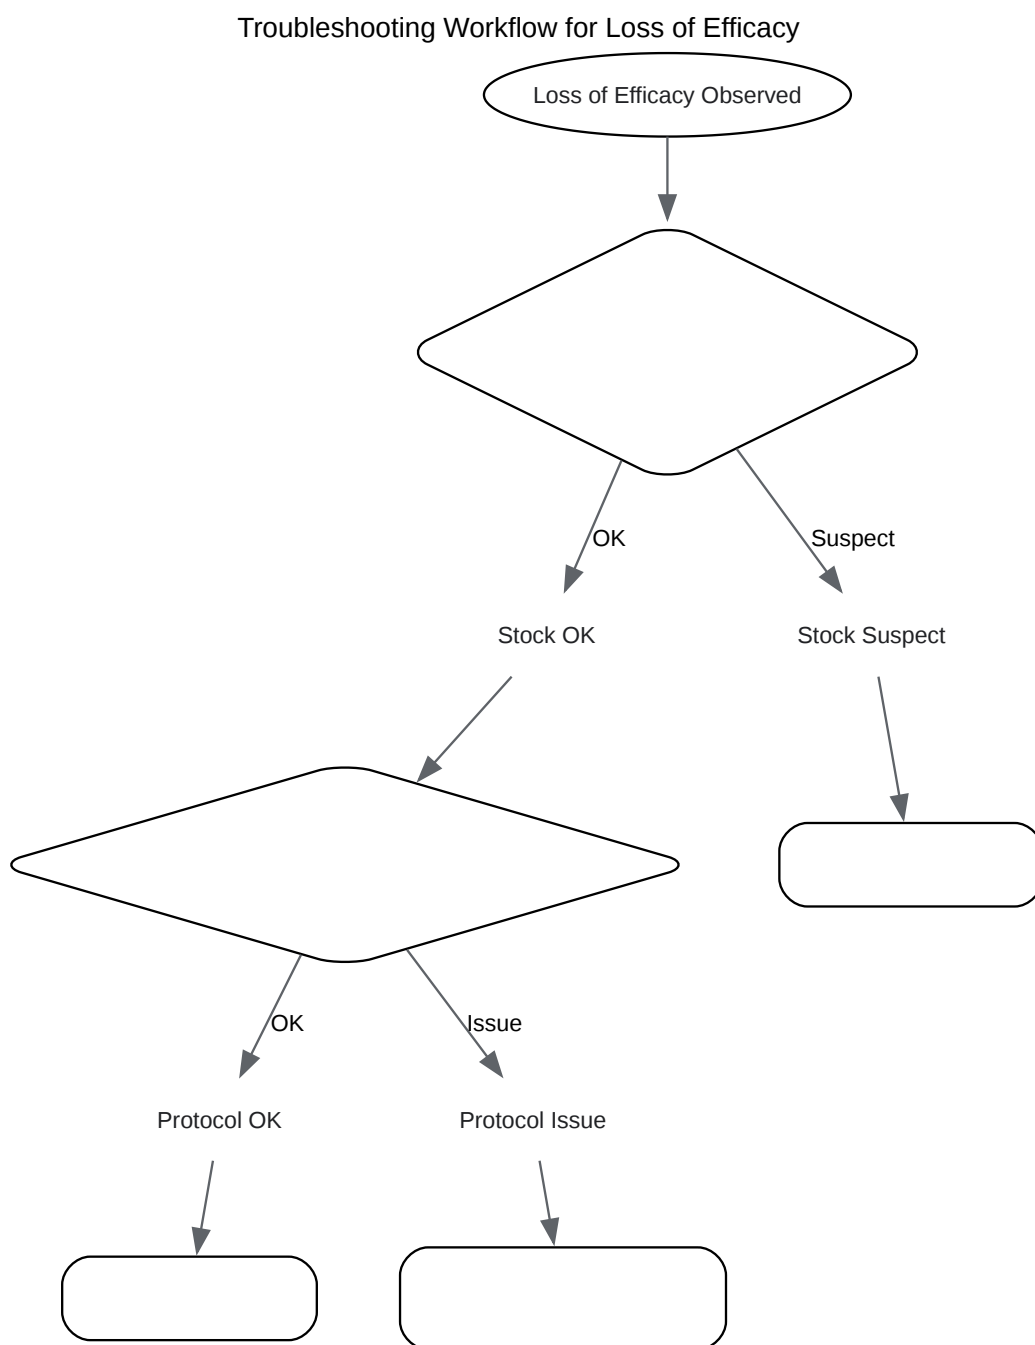 Troubleshooting Workflow for Loss of Efficacy
Loss of Efficacy Observed
OK
Suspect
Stock OK
Stock Suspect
OK
Issue
Protocol OK
Protocol Issue